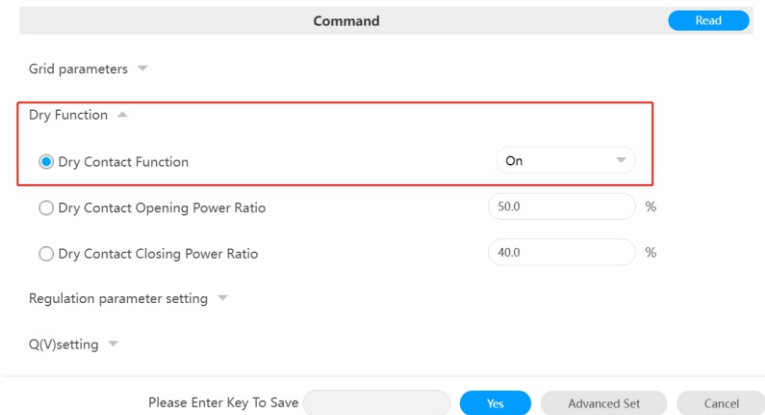 Command Read
Grid parameters
Dry Function
Dry Contact Function On
Dry Contact Opening Power Ratio 50.0 %
Dry Contact Closing Power Ratio 40.0 %
Regulation parameter setting
Q(V)setting
Please Enter Key To Save Yes Advanced Set Cancel